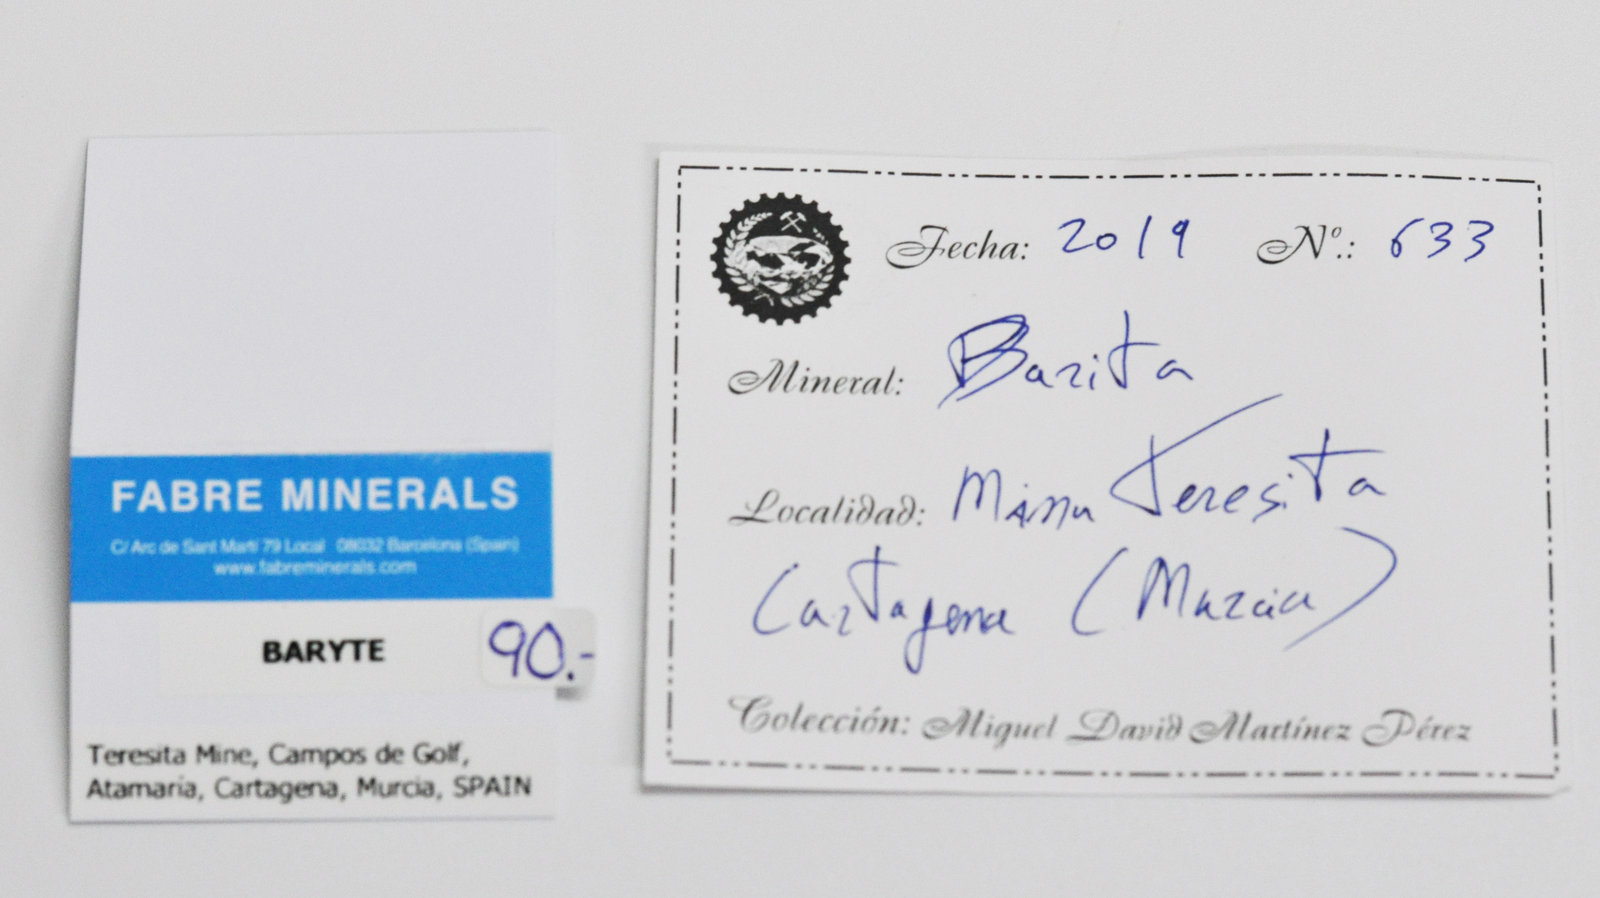 FABRE MINERALS
C/ Arc de Sant Martí 79 Local 08032 Barcelona (Spain)
www.fabreminerals.com
BARYTE
90.-
Teresita Mine, Campos de Golf,
Atamaría, Cartagena, Murcia, SPAIN
Fecha: 2019 Nº.: 633
Mineral: Barita
Localidad: Mina Teresita
Cartagena (Murcia)
Colección: Miguel David Martínez Pérez